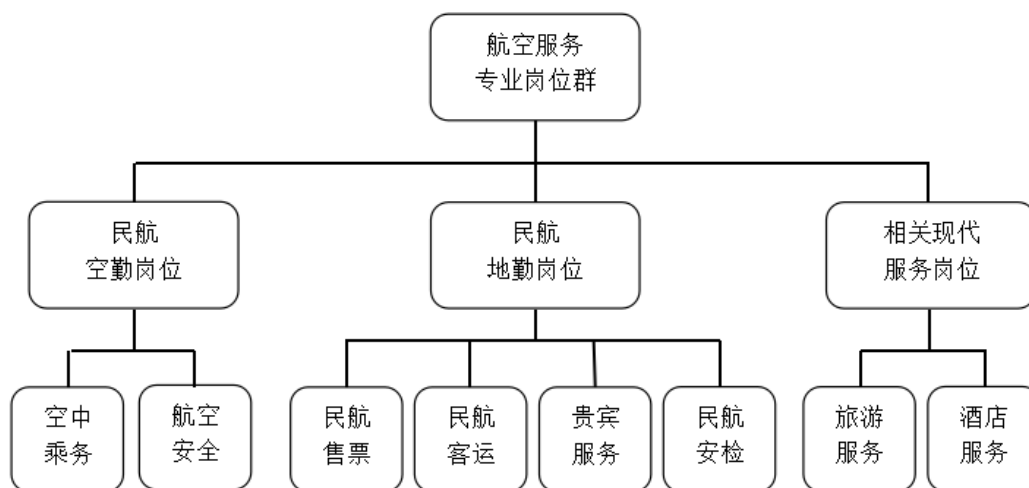 航空服务
专业岗位群
民航
空勤岗位
民航
地勤岗位
相关现代
服务岗位
空中
乘务
航空
安全
民航
售票
民航
客运
贵宾
服务
民航
安检
旅游
服务
酒店
服务